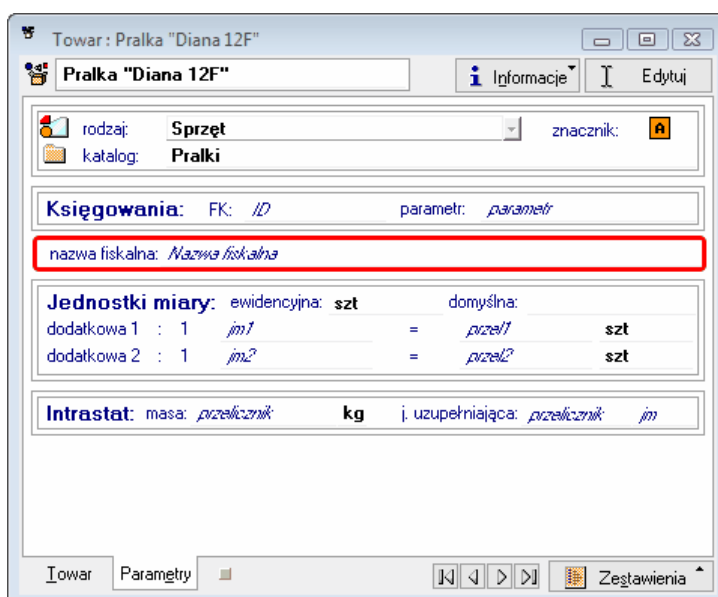 Towar : Pralka "Diana 12F"
Pralka "Diana 12F" Informacje Edytuj
rodzaj: Sprzęt znacznik: A
katalog: Pralki
Księgowania: FK: ID parametr: parametr
nazwa fiskalna: Nazwa fiskalna
Jednostki miary: ewidencyjna: szt domyślna:
dodatkowa 1 : 1 jm1 = przel1 szt
dodatkowa 2 : 1 jm2 = przel2 szt
Intrastat: masa: przelicznik kg j. uzupełniająca: przelicznik jm
Towar Parametry Zestawienia